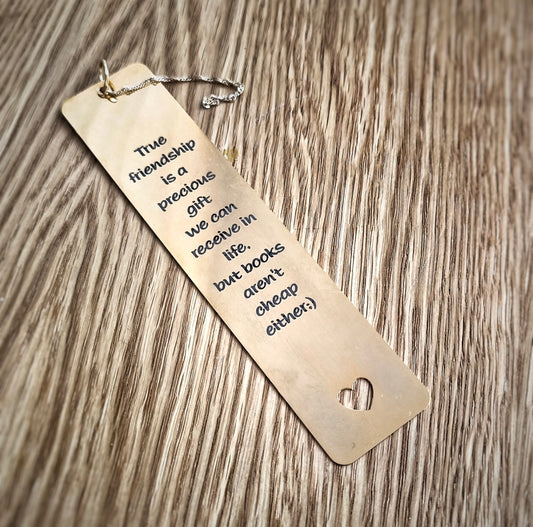 True
friendship
is a
precious
gift
we can
receive in
life,
but books
aren't
cheap
either;)